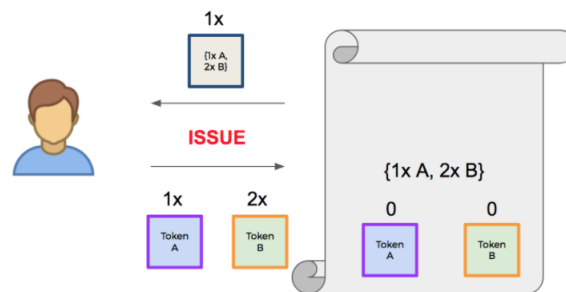 1x
{1x A,
2x B}
ISSUE
1x 2x
Token
A
Token
B
{1x A, 2x B}
0 0
Token
A
Token
B